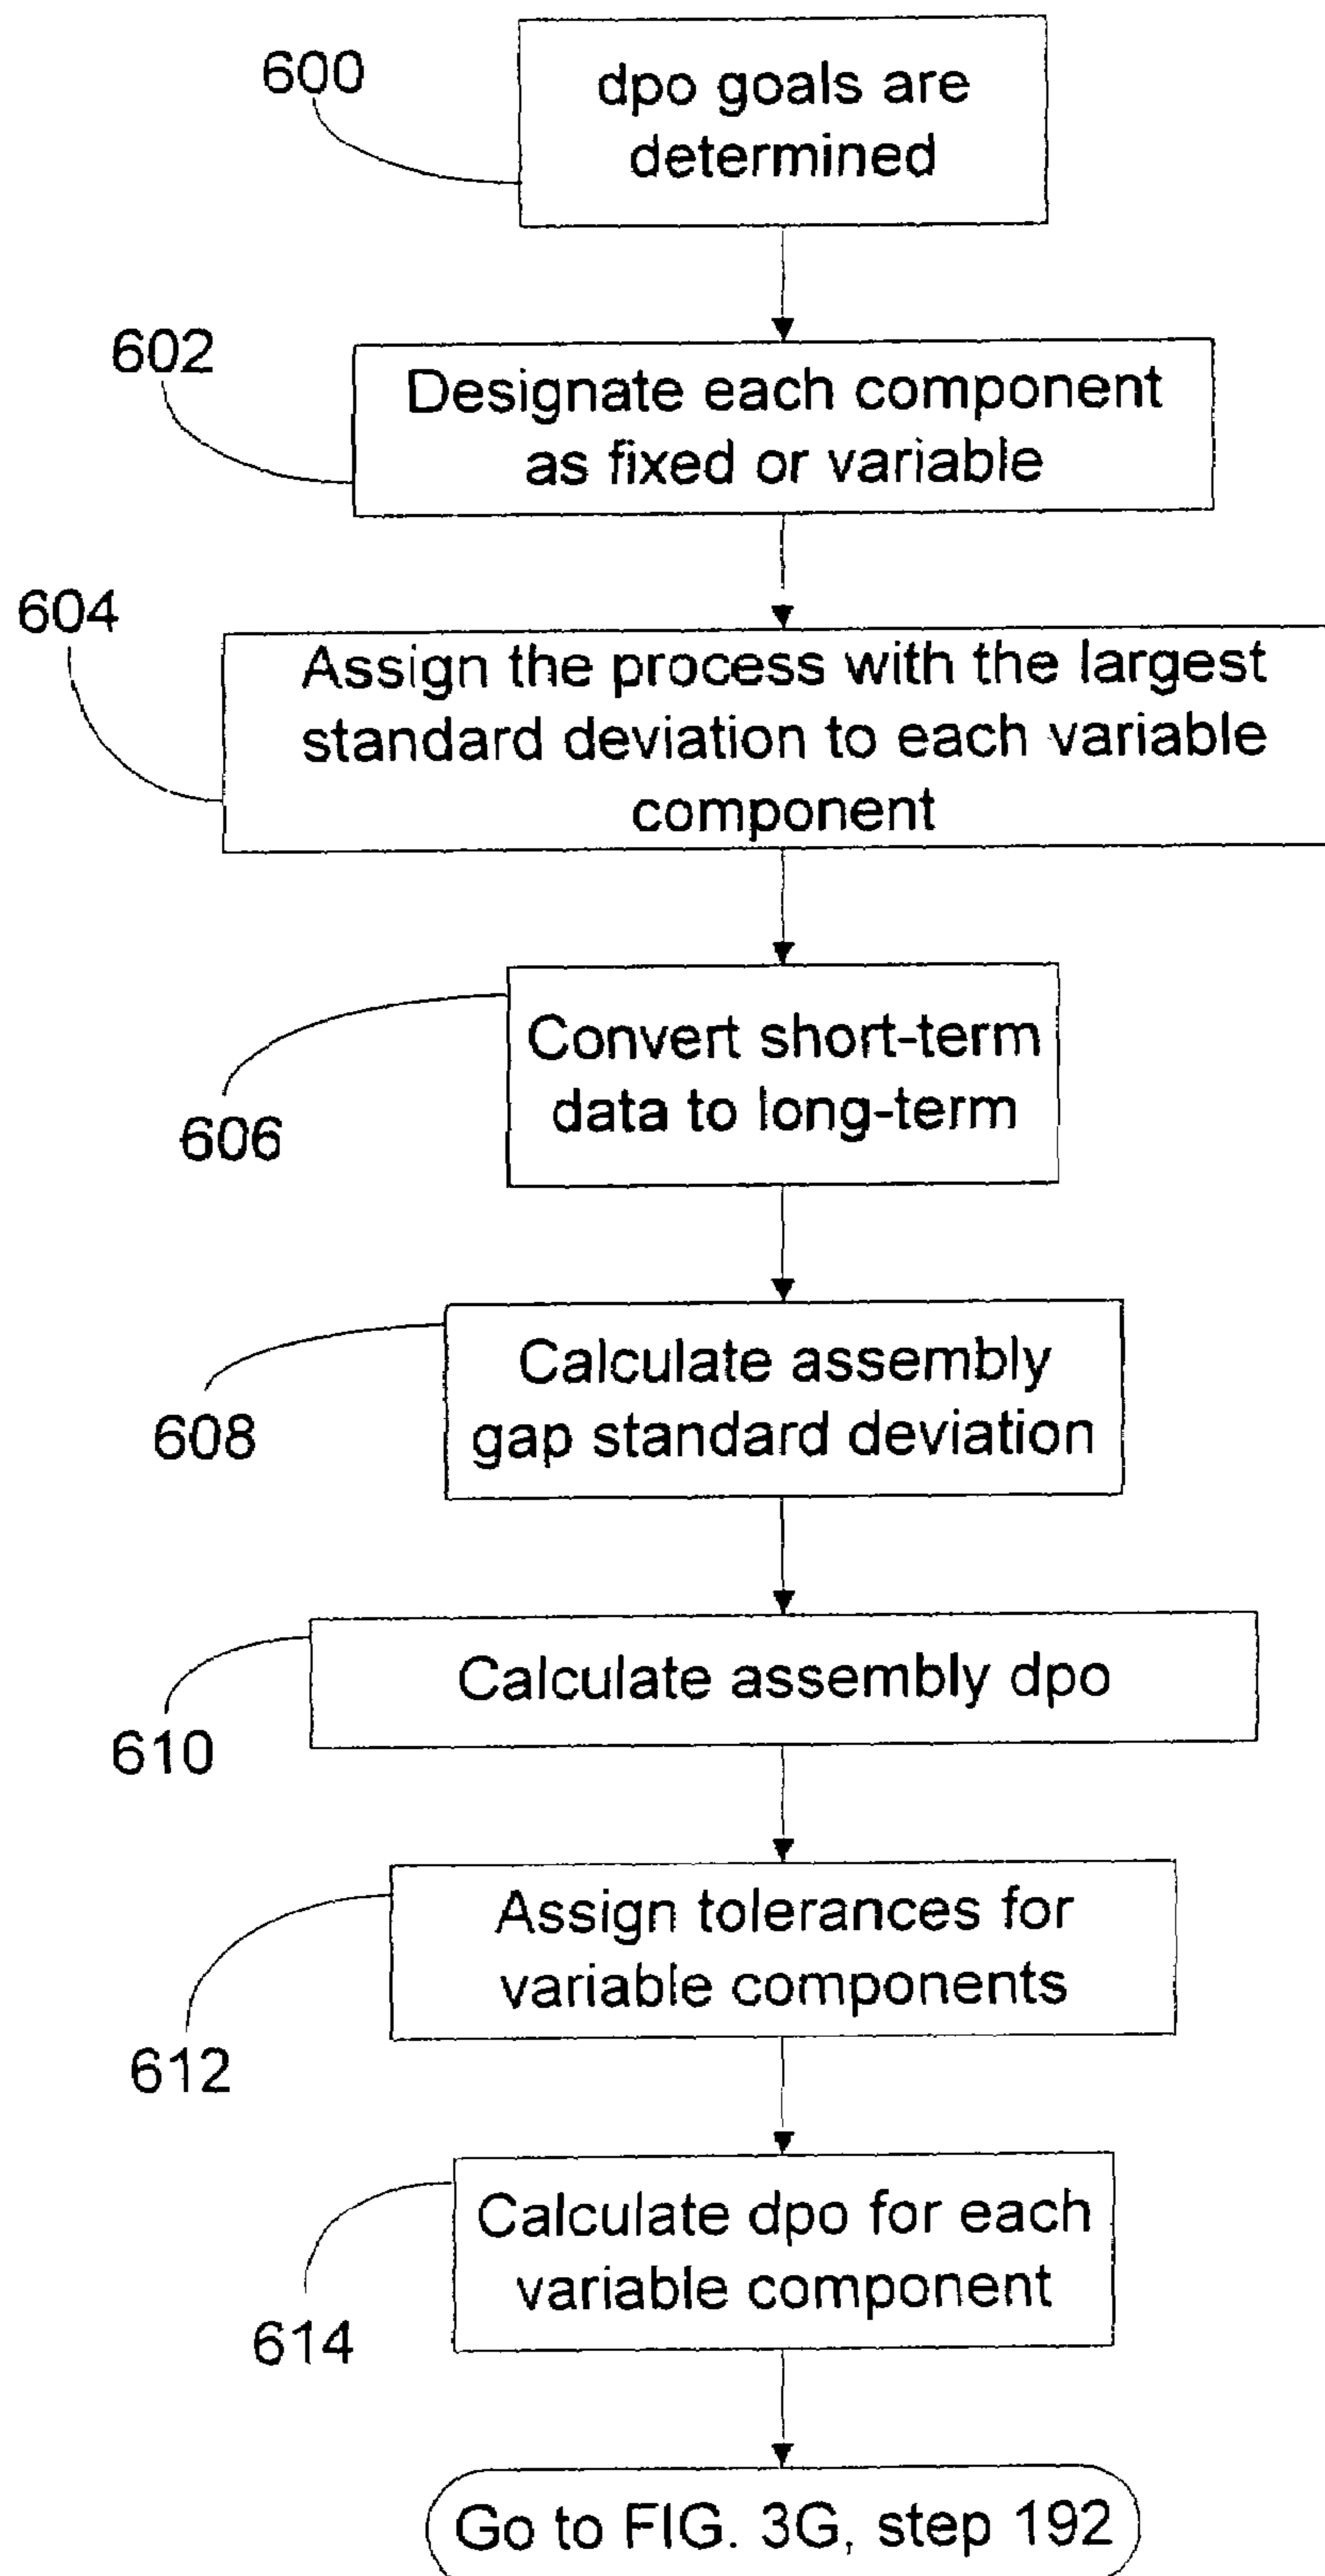 600
dpo goals are
determined
602
Designate each component
as fixed or variable
604
Assign the process with the largest
standard deviation to each variable
component
606
Convert short-term
data to long-term
608
Calculate assembly
gap standard deviation
610
Calculate assembly dpo
612
Assign tolerances for
variable components
614
Calculate dpo for each
variable component
Go to FIG. 3G, step 192